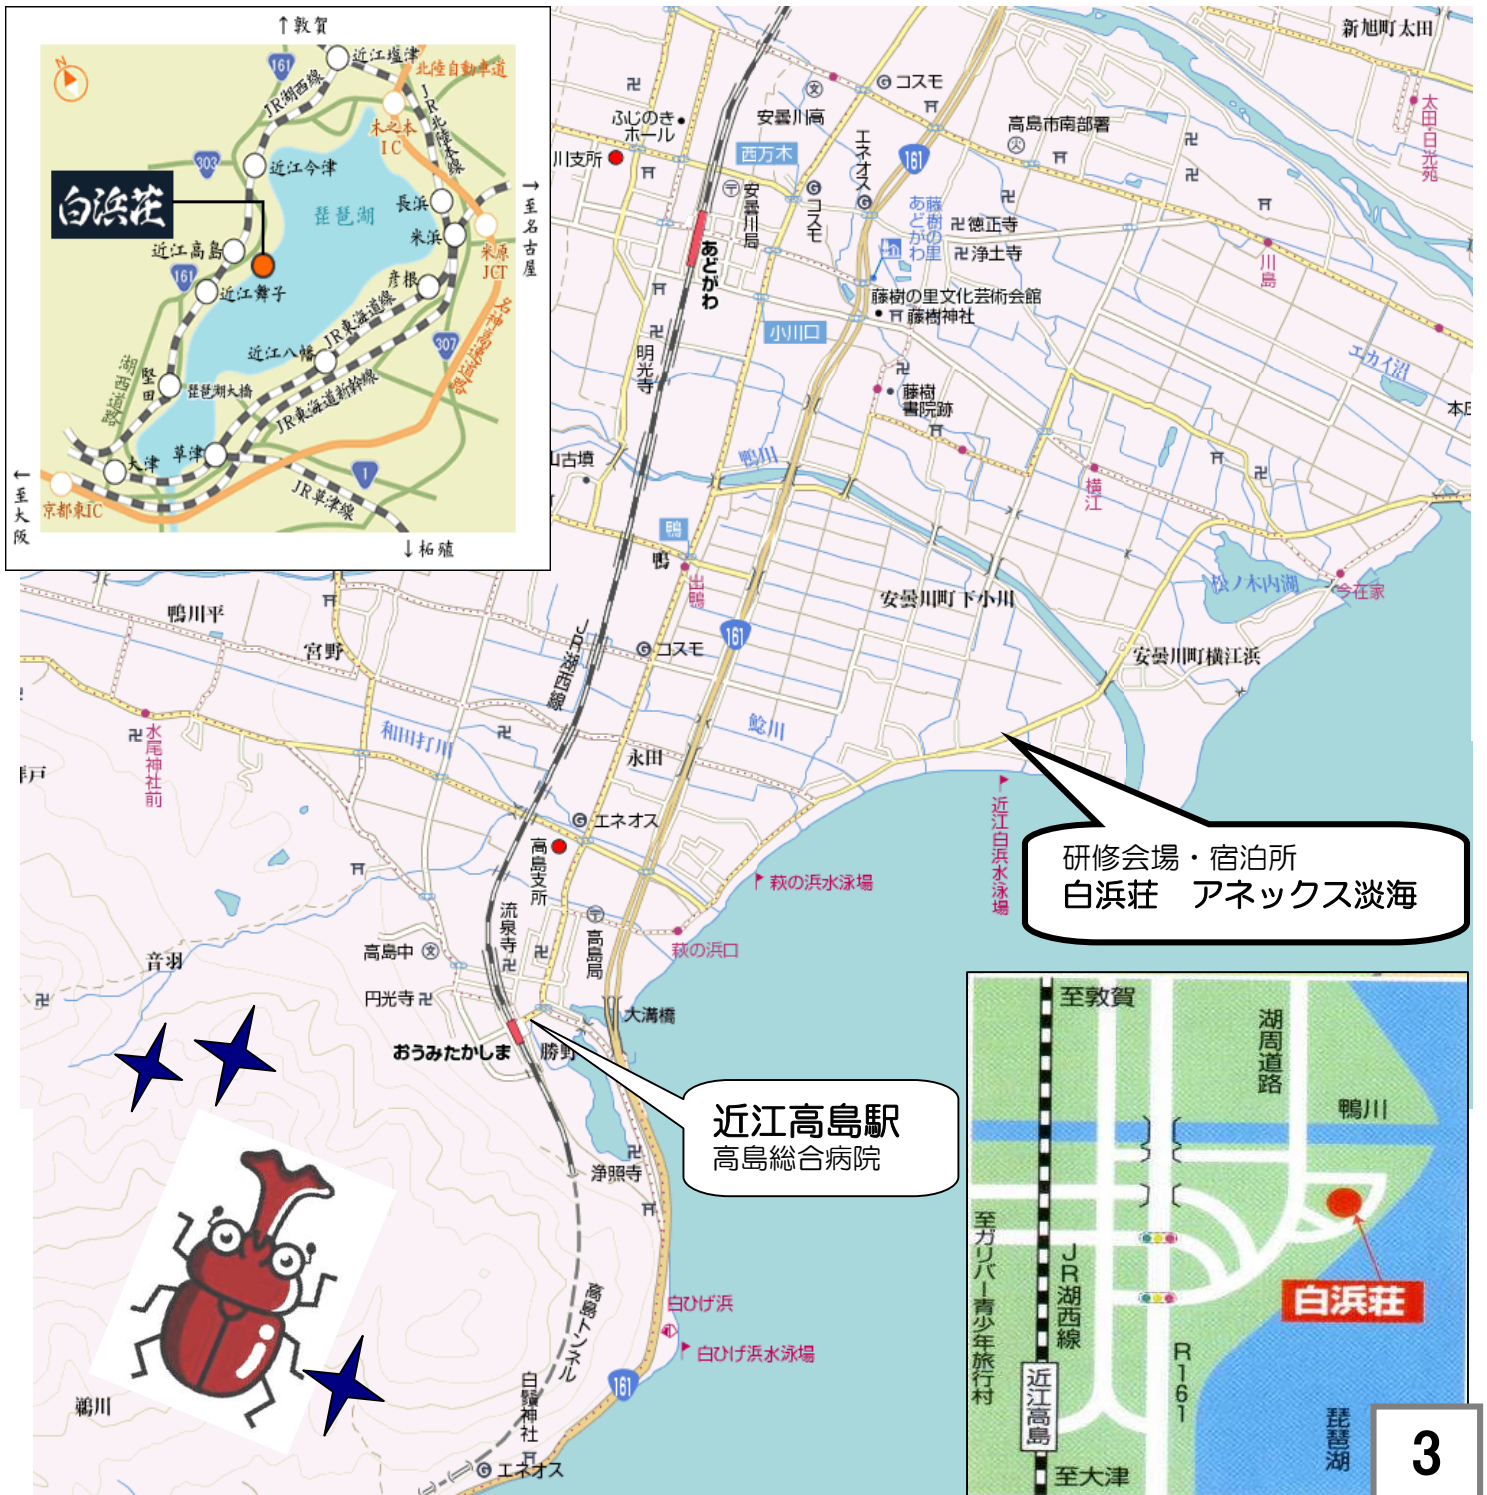 ↑敦賀
N
161
近江塩津
北陸自動車道
JR湖西線
JR北陸本線
木之本
IC
303
近江今津
白浜荘
琵琶湖
長浜
米浜
→至名古屋
近江高島
161
近江舞子
彦根
米原
JCT
JR東海道線
307
名神高速道路
近江八幡
湖西道路
堅田
琵琶湖大橋
JR東海道新幹線
草津
大津
1
JR草津線
←至大阪
京都東IC
↓柘植
新旭町太田
太田・日光苑
コスモ
安曇川高
ふじのき
ホール
川支所
西万木
安曇川局
コスモ
エネオス
161
高島市南部署
藤樹の里
あどがわ
徳正寺
浄土寺
川島
あどがわ
藤樹の里文化芸術会館
藤樹神社
小川口
明光寺
エカイ沼
藤樹
書院跡
本庄
山古墳
鴨川
横江
鴨
鴨
出鴨
安曇川町下小川
松ノ木内湖
今在家
鴨川平
宮野
JR湖西線
コスモ
161
安曇川町横江浜
水尾神社前
和田打川
鯰川
永田
拝戸
エネオス
高島支所
近江白浜水泳場
研修会場・宿泊所
白浜荘　アネックス淡海
萩の浜水泳場
流泉寺
高島中
高島局
萩の浜口
音羽
円光寺
大溝橋
おうみたかしま
勝野
近江高島駅
高島総合病院
浄照寺
高島トンネル
白ひげ浜
白ひげ浜水泳場
161
鵜川
白鬚神社
エネオス
至敦賀
湖周道路
鴨川
至ガリバー青少年旅行村
JR湖西線
白浜荘
R161
近江高島
琵琶湖
至大津
3